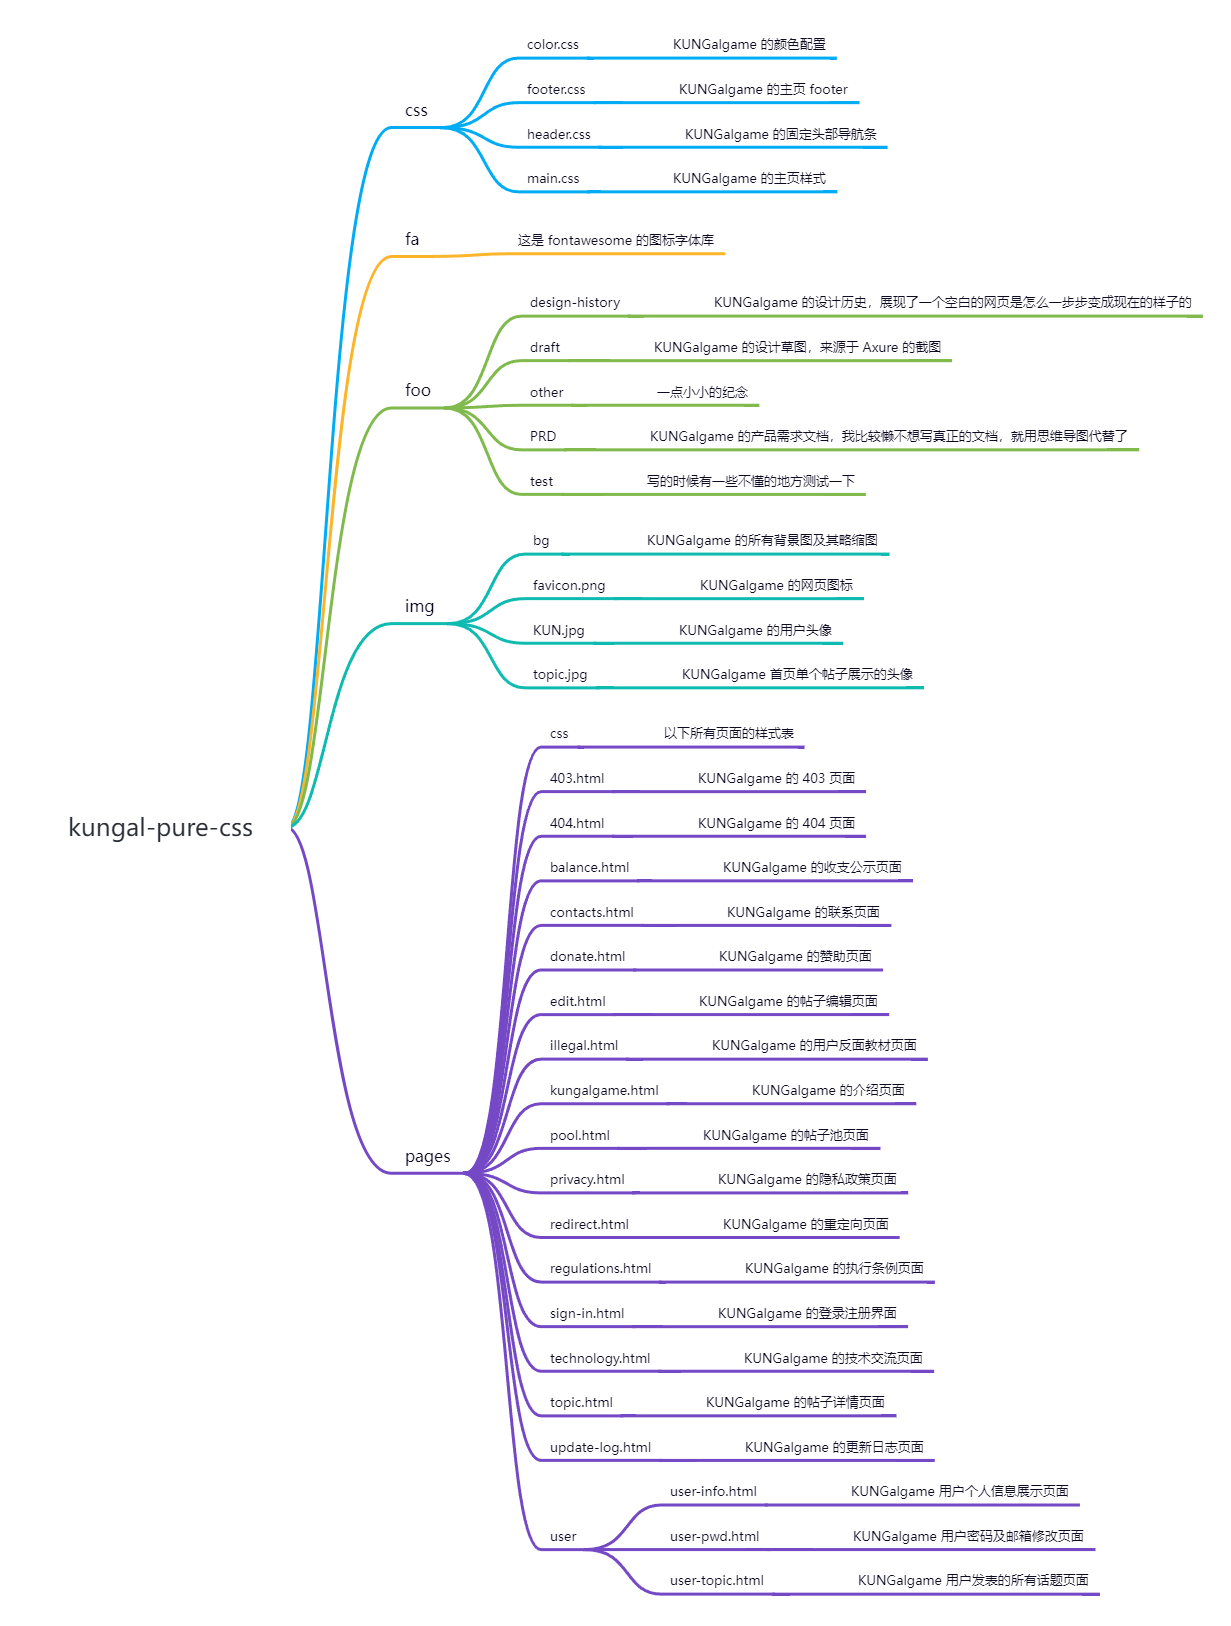 color.css KUNGalgame 的颜色配置
footer.css KUNGalgame 的主页 footer
css
header.css KUNGalgame 的固定头部导航条
main.css KUNGalgame 的主页样式
fa 这是 fontawesome 的图标字体库
design-history KUNGalgame 的设计历史，展现了一个空白的网页是怎么一步步变成现在的样子的
draft KUNGalgame 的设计草图，来源于 Axure 的截图
foo
other 一点小小的纪念
PRD KUNGalgame 的产品需求文档，我比较懒不想写真正的文档，就用思维导图代替了
test 写的时候有一些不懂的地方测试一下
bg KUNGalgame 的所有背景图及其略缩图
favicon.png KUNGalgame 的网页图标
img
KUN.jpg KUNGalgame 的用户头像
topic.jpg KUNGalgame 首页单个帖子展示的头像
css 以下所有页面的样式表
403.html KUNGalgame 的 403 页面
404.html KUNGalgame 的 404 页面
kungal-pure-css
balance.html KUNGalgame 的收支公示页面
contacts.html KUNGalgame 的联系页面
donate.html KUNGalgame 的赞助页面
edit.html KUNGalgame 的帖子编辑页面
illegal.html KUNGalgame 的用户反面教材页面
kungalgame.html KUNGalgame 的介绍页面
pool.html KUNGalgame 的帖子池页面
pages
privacy.html KUNGalgame 的隐私政策页面
redirect.html KUNGalgame 的重定向页面
regulations.html KUNGalgame 的执行条例页面
sign-in.html KUNGalgame 的登录注册界面
technology.html KUNGalgame 的技术交流页面
topic.html KUNGalgame 的帖子详情页面
update-log.html KUNGalgame 的更新日志页面
user-info.html KUNGalgame 用户个人信息展示页面
user
user-pwd.html KUNGalgame 用户密码及邮箱修改页面
user-topic.html KUNGalgame 用户发表的所有话题页面